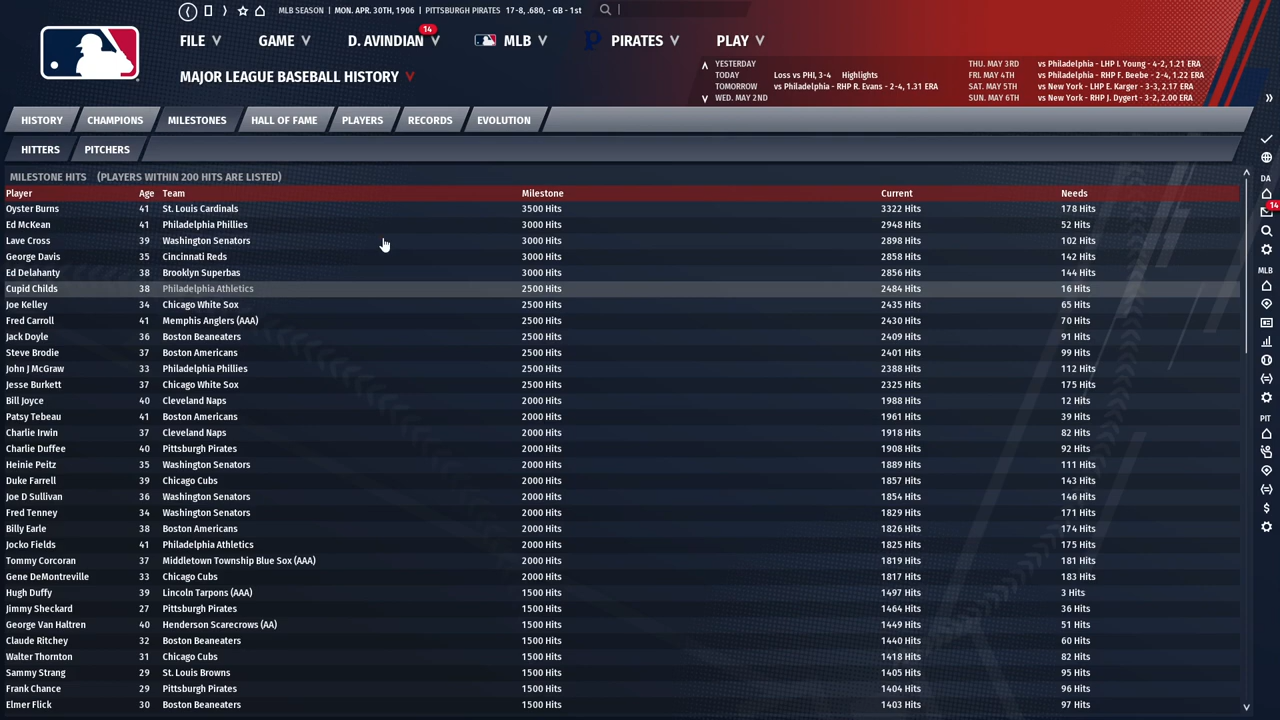 MLB SEASON | MON. APR. 30TH, 1906 | PITTSBURGH PIRATES 17-8, .680, - GB - 1st
FILE GAME D. AVINDIAN 14 MLB PIRATES PLAY
MAJOR LEAGUE BASEBALL HISTORY
YESTERDAY
TODAY Loss vs PHI, 3-4 Highlights
TOMORROW vs Philadelphia - RHP R. Evans - 2-4, 1.31 ERA
WED. MAY 2ND
THU. MAY 3RD vs Philadelphia - LHP I. Young - 4-2, 1.21 ERA
FRI. MAY 4TH vs Philadelphia - RHP F. Beebe - 2-4, 1.22 ERA
SAT. MAY 5TH vs New York - LHP E. Karger - 3-3, 2.17 ERA
SUN. MAY 6TH vs New York - RHP J. Dygert - 3-2, 2.00 ERA
HISTORY CHAMPIONS MILESTONES HALL OF FAME PLAYERS RECORDS EVOLUTION
HITTERS PITCHERS
MILESTONE HITS (PLAYERS WITHIN 200 HITS ARE LISTED)
Player Age Team Milestone Current Needs
Oyster Burns 41 St. Louis Cardinals 3500 Hits 3322 Hits 178 Hits
Ed McKean 41 Philadelphia Phillies 3000 Hits 2948 Hits 52 Hits
Lave Cross 39 Washington Senators 3000 Hits 2898 Hits 102 Hits
George Davis 35 Cincinnati Reds 3000 Hits 2858 Hits 142 Hits
Ed Delahanty 38 Brooklyn Superbas 3000 Hits 2856 Hits 144 Hits
Cupid Childs 38 Philadelphia Athletics 2500 Hits 2484 Hits 16 Hits
Joe Kelley 34 Chicago White Sox 2500 Hits 2435 Hits 65 Hits
Fred Carroll 41 Memphis Anglers (AAA) 2500 Hits 2430 Hits 70 Hits
Jack Doyle 36 Boston Beaneaters 2500 Hits 2409 Hits 91 Hits
Steve Brodie 37 Boston Americans 2500 Hits 2401 Hits 99 Hits
John J McGraw 33 Philadelphia Phillies 2500 Hits 2388 Hits 112 Hits
Jesse Burkett 37 Chicago White Sox 2500 Hits 2325 Hits 175 Hits
Bill Joyce 40 Cleveland Naps 2000 Hits 1988 Hits 12 Hits
Patsy Tebeau 41 Boston Americans 2000 Hits 1961 Hits 39 Hits
Charlie Irwin 37 Cleveland Naps 2000 Hits 1918 Hits 82 Hits
Charlie Duffee 40 Pittsburgh Pirates 2000 Hits 1908 Hits 92 Hits
Heinie Peitz 35 Washington Senators 2000 Hits 1889 Hits 111 Hits
Duke Farrell 39 Chicago Cubs 2000 Hits 1857 Hits 143 Hits
Joe D Sullivan 36 Washington Senators 2000 Hits 1854 Hits 146 Hits
Fred Tenney 34 Washington Senators 2000 Hits 1829 Hits 171 Hits
Billy Earle 38 Boston Americans 2000 Hits 1826 Hits 174 Hits
Jocko Fields 41 Philadelphia Athletics 2000 Hits 1825 Hits 175 Hits
Tommy Corcoran 37 Middletown Township Blue Sox (AAA) 2000 Hits 1819 Hits 181 Hits
Gene DeMontreville 33 Chicago Cubs 2000 Hits 1817 Hits 183 Hits
Hugh Duffy 39 Lincoln Tarpons (AAA) 1500 Hits 1497 Hits 3 Hits
Jimmy Sheckard 27 Pittsburgh Pirates 1500 Hits 1464 Hits 36 Hits
George Van Haltren 40 Henderson Scarecrows (AA) 1500 Hits 1449 Hits 51 Hits
Claude Ritchey 32 Boston Beaneaters 1500 Hits 1440 Hits 60 Hits
Walter Thornton 31 Chicago Cubs 1500 Hits 1418 Hits 82 Hits
Sammy Strang 29 St. Louis Browns 1500 Hits 1405 Hits 95 Hits
Frank Chance 29 Pittsburgh Pirates 1500 Hits 1404 Hits 96 Hits
Elmer Flick 30 Boston Beaneaters 1500 Hits 1403 Hits 97 Hits
DA
14
MLB
PIT